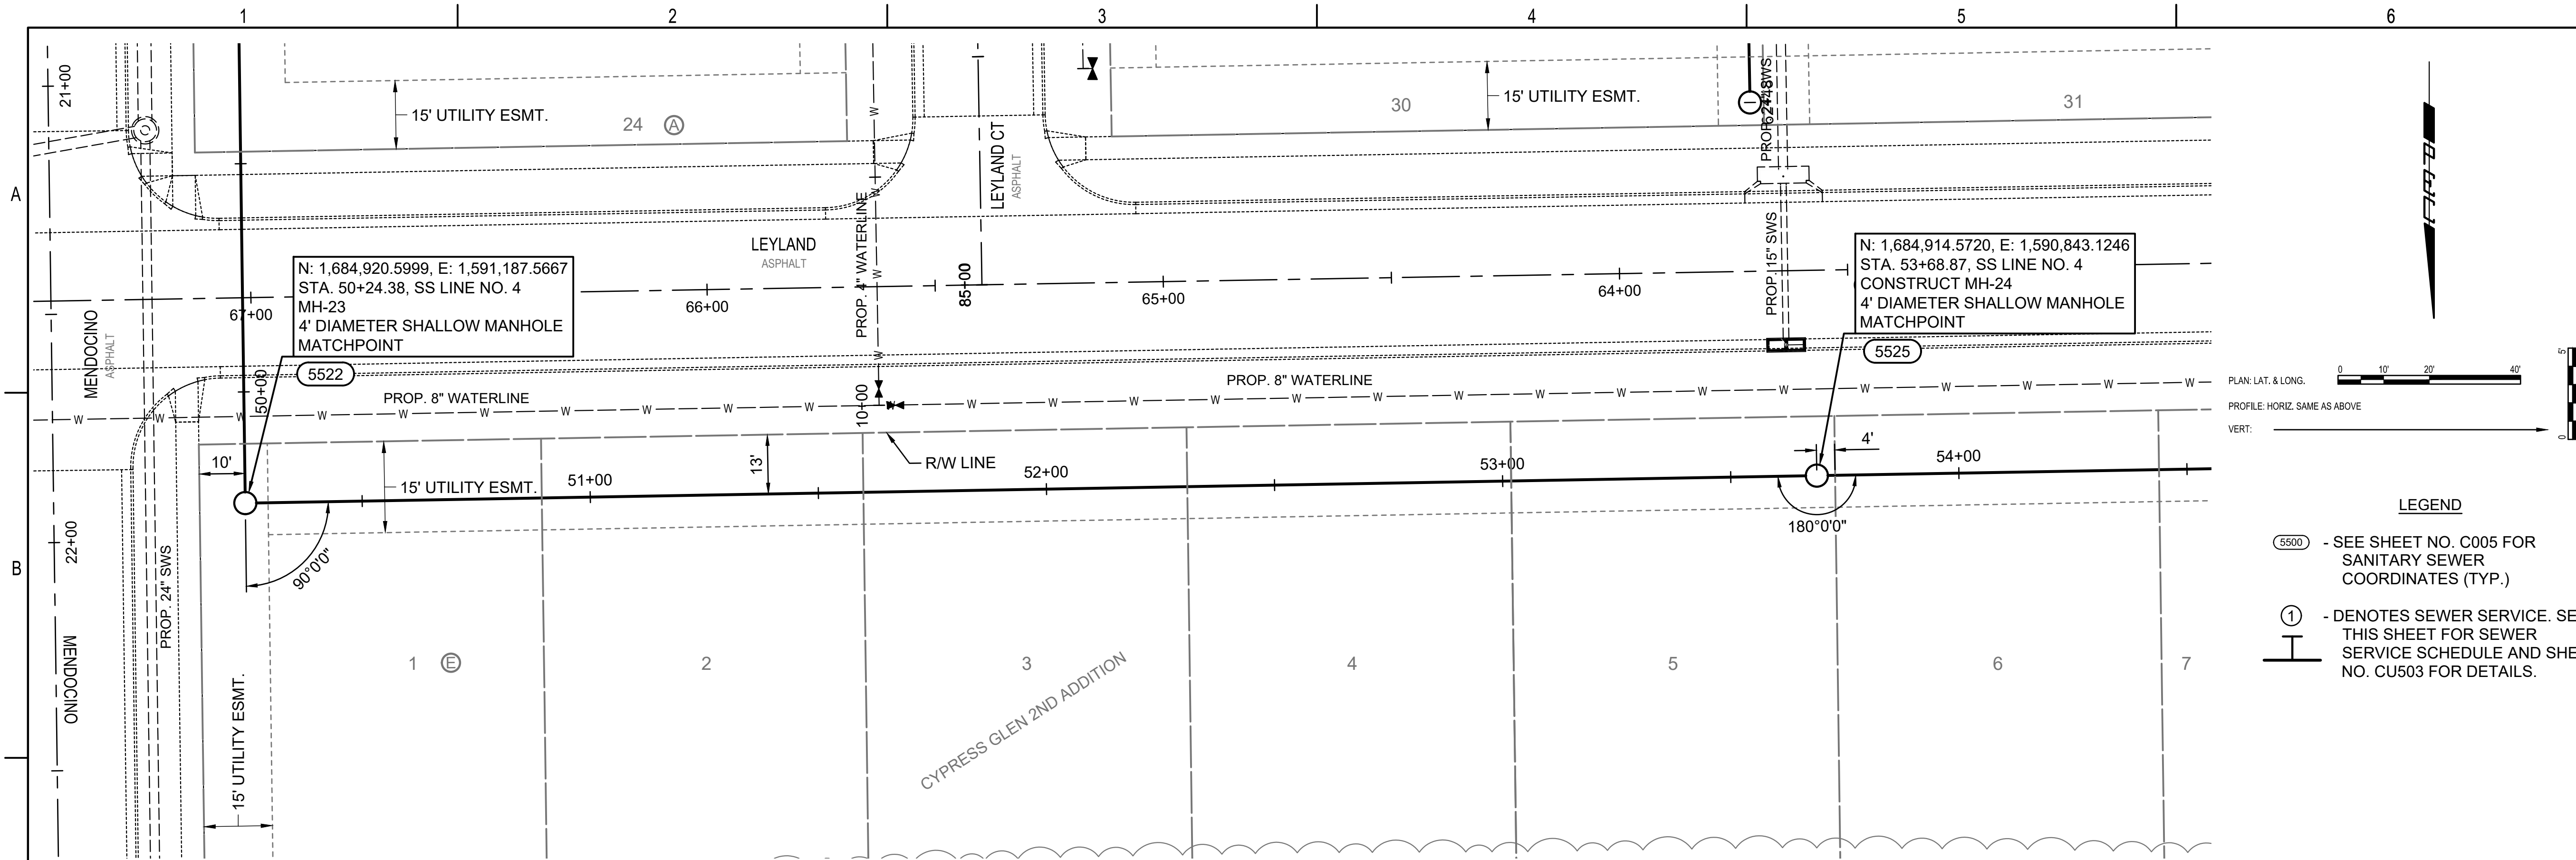 1
2
3
4
5
6
A
B
21+00
22+00
15' UTILITY ESMT.
24 A
LEYLAND CT
ASPHALT
15' UTILITY ESMT.
30
31
PROP. 15" SWS
LEYLAND
ASPHALT
PROP. 4" WATERLINE
67+00
66+00
85+00
65+00
64+00
N: 1,684,920.5999, E: 1,591,187.5667
STA. 50+24.38, SS LINE NO. 4
MH-23
4' DIAMETER SHALLOW MANHOLE
MATCHPOINT
5522
N: 1,684,914.5720, E: 1,590,843.1246
STA. 53+68.87, SS LINE NO. 4
CONSTRUCT MH-24
4' DIAMETER SHALLOW MANHOLE
MATCHPOINT
5525
MENDOCINO
ASPHALT
50+00
PROP. 8" WATERLINE
10+00
PROP. 8" WATERLINE
W W W W W W W W W W W W W W W W W W W W W W W W W W W
10'
15' UTILITY ESMT.
51+00
13'
R/W LINE
52+00
53+00
4'
54+00
180°0'0"
90°0'0"
PROP. 24" SWS
MENDOCINO
15' UTILITY ESMT.
1 E
2
3
4
5
6
7
CYPRESS GLEN 2ND ADDITION
PLAN: LAT. & LONG.
0 10' 20' 40'
PROFILE: HORIZ. SAME AS ABOVE
VERT:
0 5'
LEGEND
5500 - SEE SHEET NO. C005 FOR
SANITARY SEWER
COORDINATES (TYP.)
1 - DENOTES SEWER SERVICE. SE
THIS SHEET FOR SEWER
SERVICE SCHEDULE AND SHE
NO. CU503 FOR DETAILS.